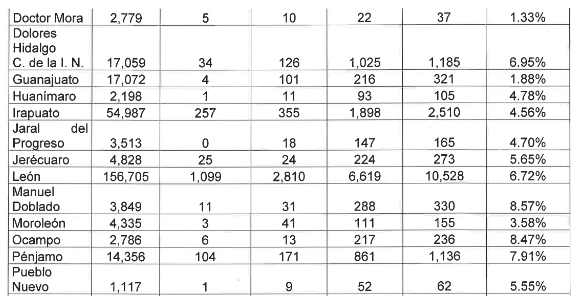 Doctor Mora 2,779 5 10 22 37 1.33%
Dolores
Hidalgo
C. de la I. N. 17,059 34 126 1,025 1,185 6.95%
Guanajuato 17,072 4 101 216 321 1.88%
Huanímaro 2,198 1 11 93 105 4.78%
Irapuato 54,987 257 355 1,898 2,510 4.56%
Jaral del
Progreso 3,513 0 18 147 165 4.70%
Jerécuaro 4,828 25 24 224 273 5.65%
León 156,705 1,099 2,810 6,619 10,528 6.72%
Manuel
Doblado 3,849 11 31 288 330 8.57%
Moroleón 4,335 3 41 111 155 3.58%
Ocampo 2,786 6 13 217 236 8.47%
Pénjamo 14,356 104 171 861 1,136 7.91%
Pueblo
Nuevo 1,117 1 9 52 62 5.55%